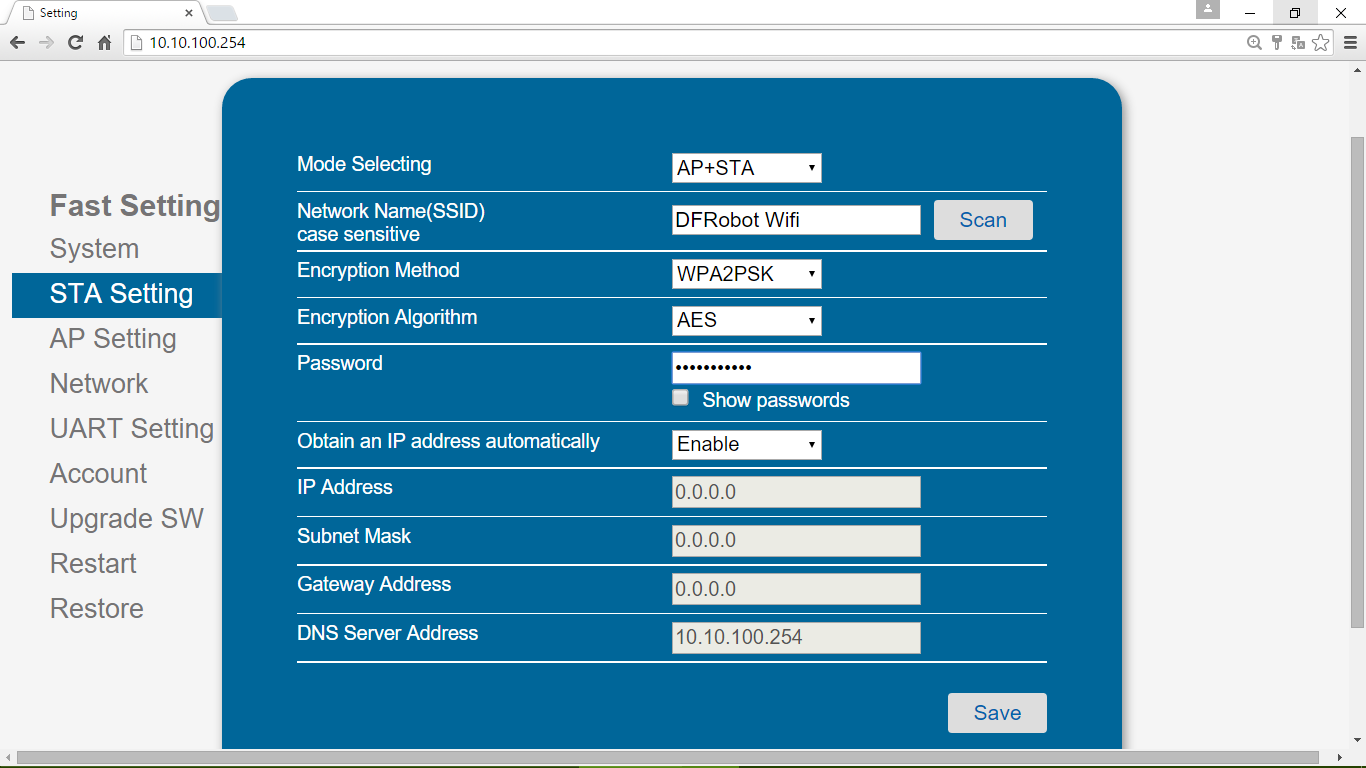 Setting
10.10.100.254
Fast Setting
System
STA Setting
AP Setting
Network
UART Setting
Account
Upgrade SW
Restart
Restore
Mode Selecting
AP+STA
Network Name(SSID)
case sensitive
DFRobot Wifi
Scan
Encryption Method
WPA2PSK
Encryption Algorithm
AES
Password
•••••••••••
Show passwords
Obtain an IP address automatically
Enable
IP Address
0.0.0.0
Subnet Mask
0.0.0.0
Gateway Address
0.0.0.0
DNS Server Address
10.10.100.254
Save